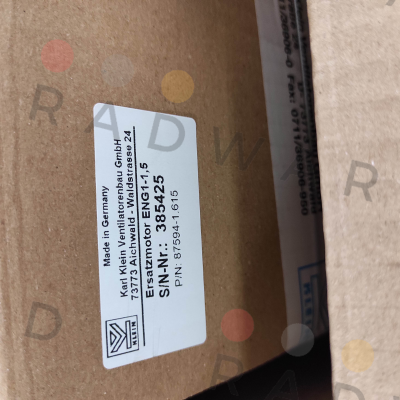 Made in Germany
Karl Klein Ventilatorenbau GmbH
73773 Aichwald - Waldstrasse 24
Ersatzmotor ENG1-1,5
S/N-Nr.: 385425
P/N: 87594-1.615
KLEIN
RADWAR
D
RADW